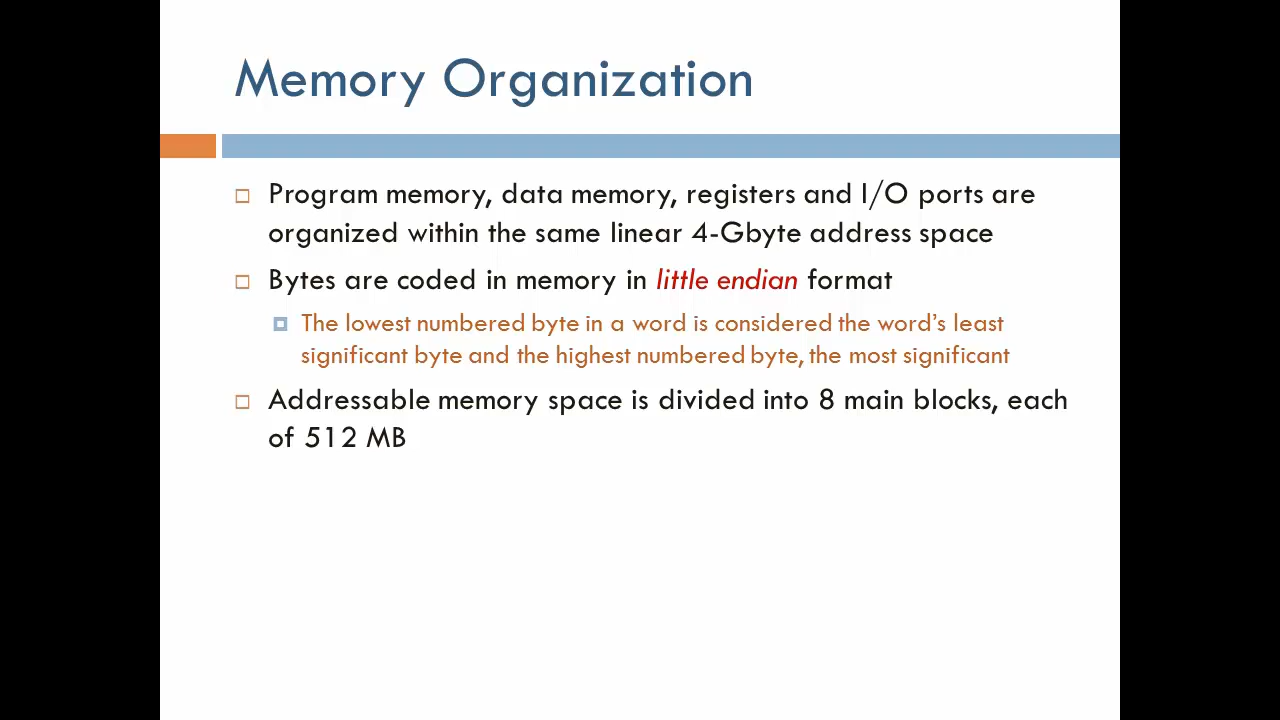 Memory Organization
Program memory, data memory, registers and I/O ports are
organized within the same linear 4-Gbyte address space
Bytes are coded in memory in little endian format
The lowest numbered byte in a word is considered the word's least
significant byte and the highest numbered byte, the most significant
Addressable memory space is divided into 8 main blocks, each
of 512 MB